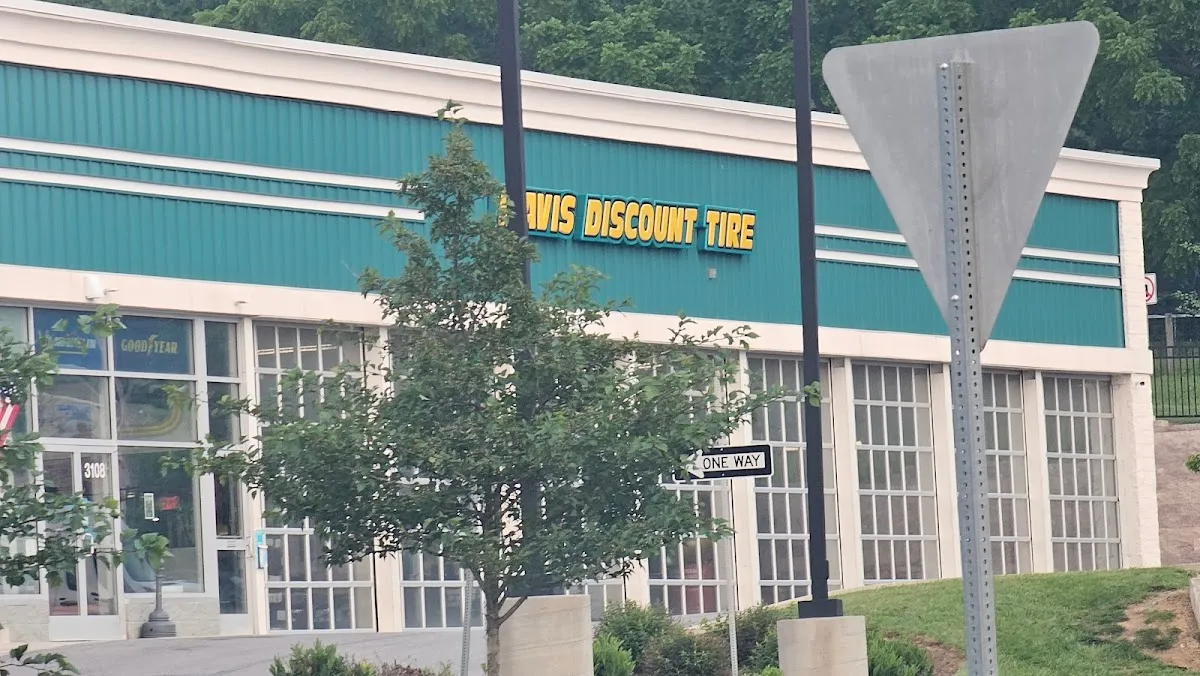 AVIS DISCOUNT TIRE
GOODYEAR
3108
ONE WAY